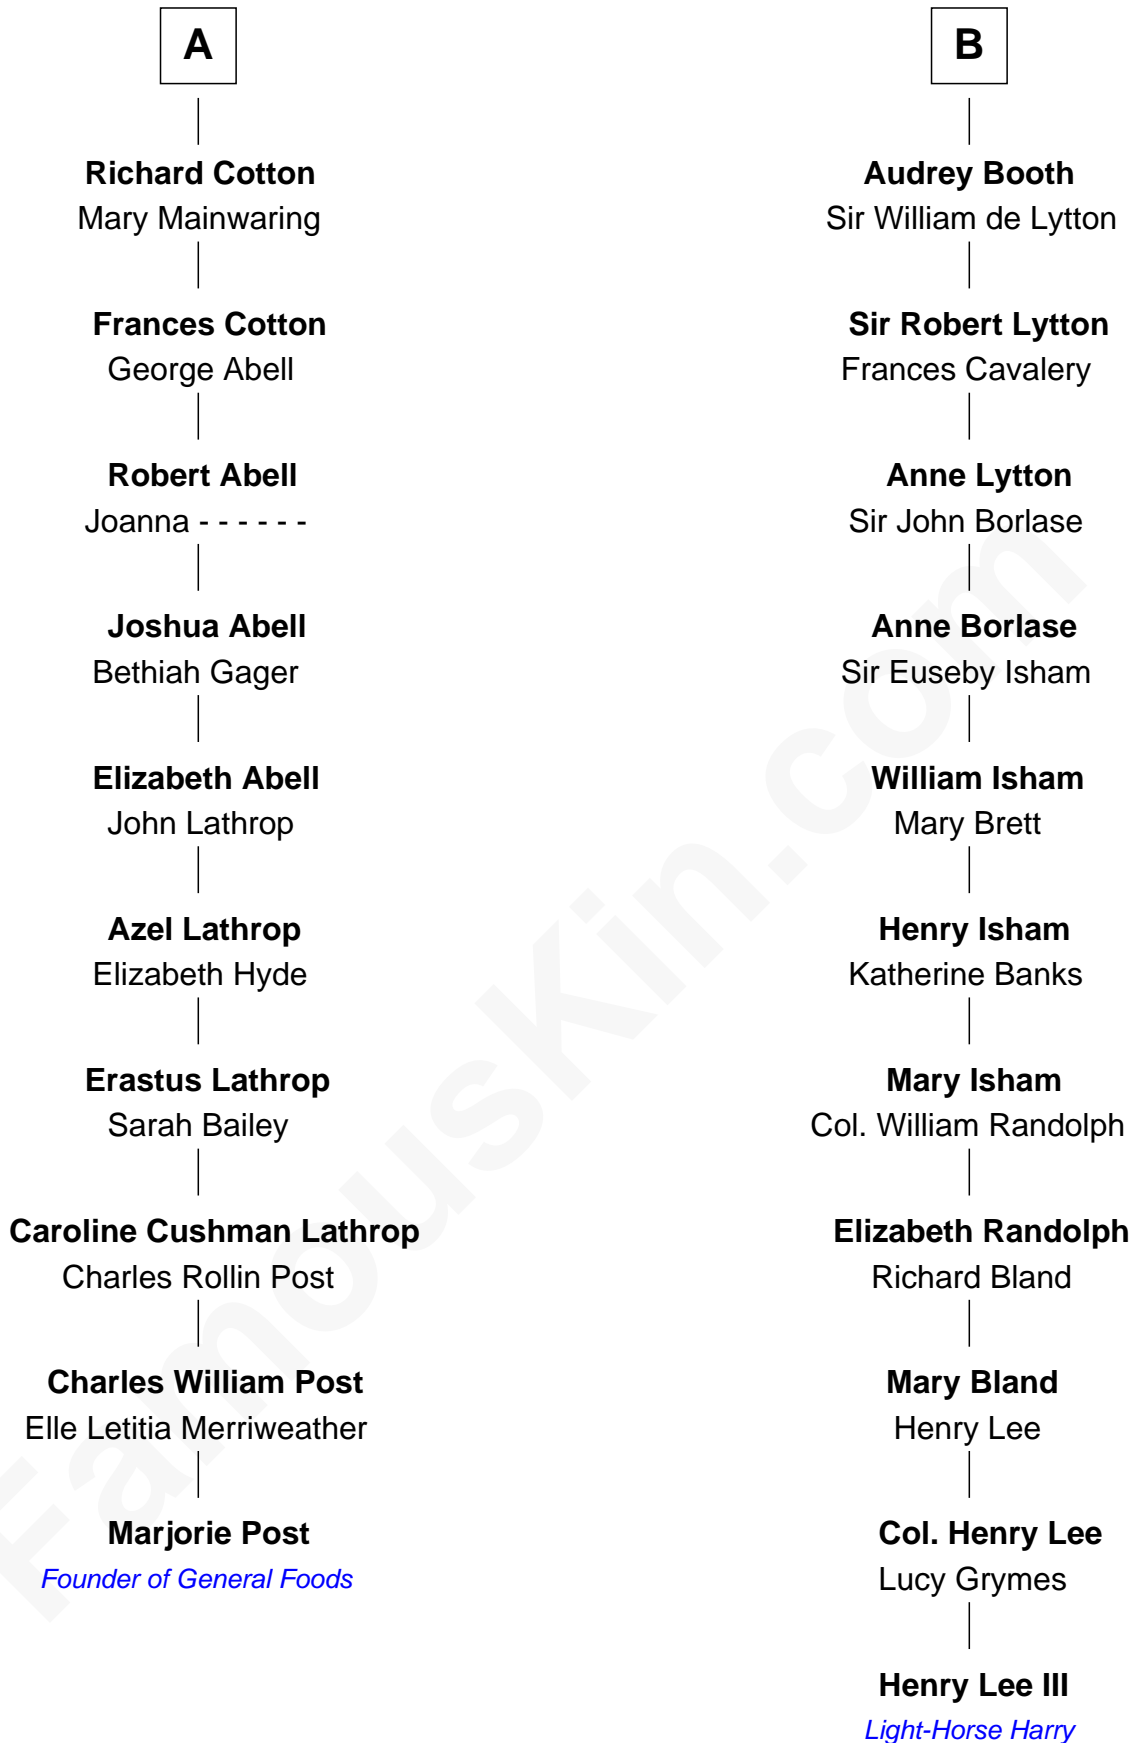 A
Richard Cotton
Mary Mainwaring
Frances Cotton
George Abell
Robert Abell
Joanna - - - - - -
Joshua Abell
Bethiah Gager
Elizabeth Abell
John Lathrop
Azel Lathrop
Elizabeth Hyde
Erastus Lathrop
Sarah Bailey
Caroline Cushman Lathrop
Charles Rollin Post
Charles William Post
Elle Letitia Merriweather
Marjorie Post
Founder of General Foods
B
Audrey Booth
Sir William de Lytton
Sir Robert Lytton
Frances Cavalery
Anne Lytton
Sir John Borlase
Anne Borlase
Sir Euseby Isham
William Isham
Mary Brett
Henry Isham
Katherine Banks
Mary Isham
Col. William Randolph
Elizabeth Randolph
Richard Bland
Mary Bland
Henry Lee
Col. Henry Lee
Lucy Grymes
Henry Lee III
Light-Horse Harry
FamousKin.com